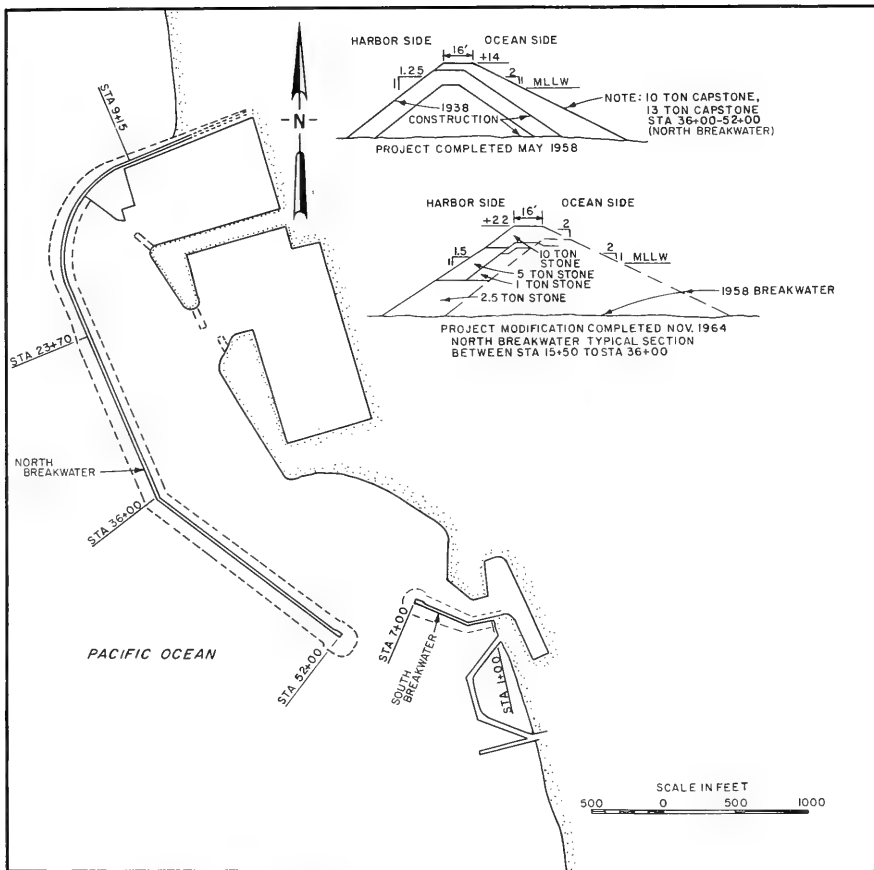 HARBOR SIDE OCEAN SIDE
16'
+14
1.25
1
2
1
MLLW
1938
CONSTRUCTION
NOTE: 10 TON CAPSTONE,
13 TON CAPSTONE
STA 36+00-52+00
(NORTH BREAKWATER)
PROJECT COMPLETED MAY 1958
STA 9+15
N
HARBOR SIDE OCEAN SIDE
16'
+22
2
1.5
1
2
1
MLLW
10 TON
STONE
5 TON STONE
1 TON STONE
2.5 TON STONE
1958 BREAKWATER
PROJECT MODIFICATION COMPLETED NOV. 1964
NORTH BREAKWATER TYPICAL SECTION
BETWEEN STA 15+50 TO STA 36+00
STA 23+70
NORTH
BREAKWATER
STA 36+00
PACIFIC OCEAN
STA 52+00
STA 7+00
SOUTH
BREAKWATER
STA 1+00
SCALE IN FEET
500 0 500 1000